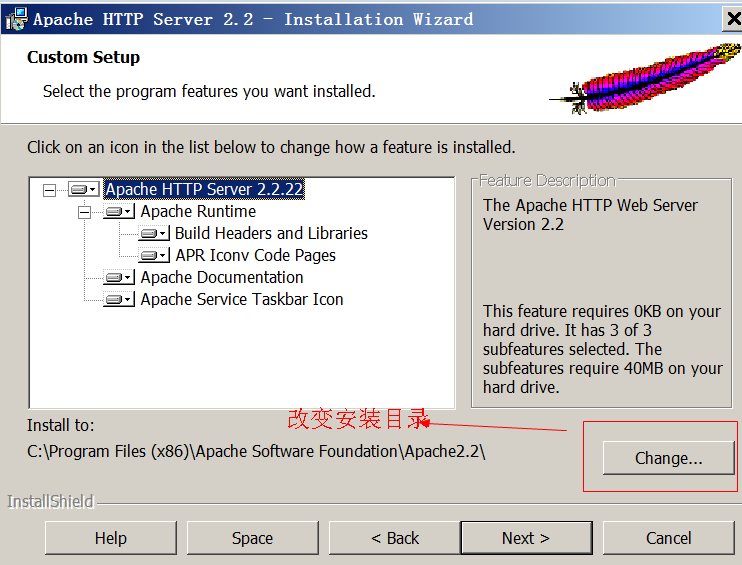 Apache HTTP Server 2.2 - Installation Wizard
Custom Setup
Select the program features you want installed.
Click on an icon in the list below to change how a feature is installed.
Apache HTTP Server 2.2.22
Apache Runtime
Build Headers and Libraries
APR Iconv Code Pages
Apache Documentation
Apache Service Taskbar Icon
Feature Description
The Apache HTTP Web Server
Version 2.2
This feature requires 0KB on your
hard drive. It has 3 of 3
subfeatures selected. The
subfeatures require 40MB on your
hard drive.
改变安装目录
Install to:
C:\Program Files (x86)\Apache Software Foundation\Apache2.2\
Change...
InstallShield
Help
Space
< Back
Next >
Cancel